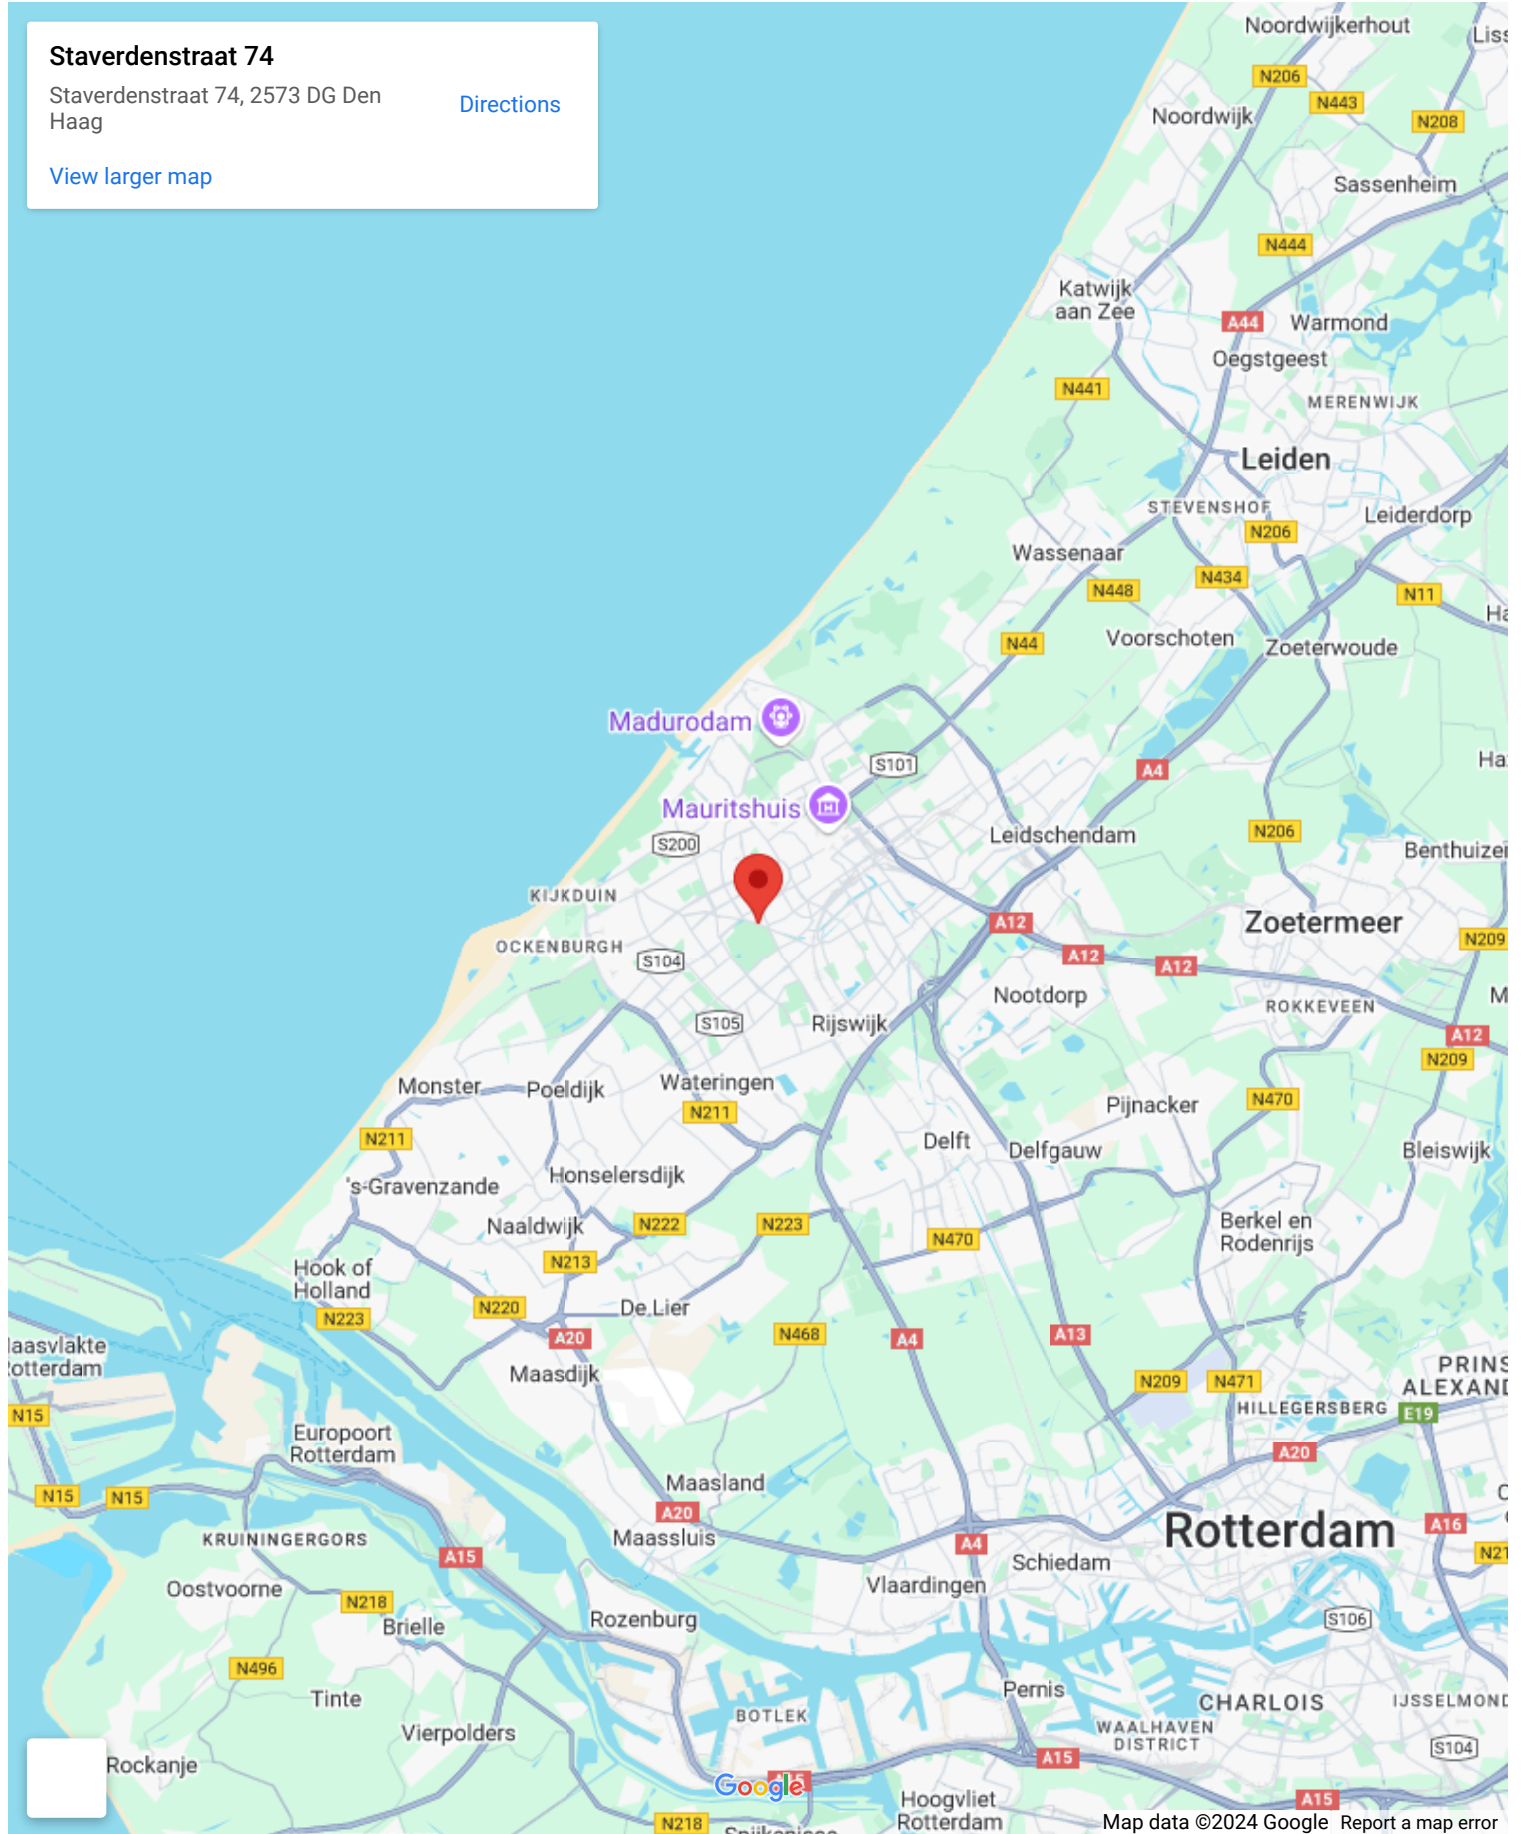 Staverdenstraat 74
Staverdenstraat 74, 2573 DG Den
Haag
Directions
View larger map
Noordwijkerhout
N206
N443
Noordwijk
N208
Sassenheim
N444
Katwijk
aan Zee
A44
Warmond
Oegstgeest
N441
MERENWIJK
Leiden
STEVENSHOF
Leiderdorp
N206
Wassenaar
N434
N448
N11
Voorschoten
N44
Zoeterwoude
Madurodam
S101
A4
Mauritshuis
N206
Leidschendam
S200
Benthuizer
KIJKDUIN
A12
Zoetermeer
N209
OCKENBURGH
S104
A12
A12
Nootdorp
ROKKEVEEN
S105
Rijswijk
A12
N209
Monster
Poeldijk
Wateringen
N211
Pijnacker
N470
N211
Delft
Delfgauw
Bleiswijk
Honselersdijk
's-Gravenzande
Naaldwijk
N222
N223
N470
Berkel en
Rodenrijs
N213
Hook of
Holland
N220
De Lier
N223
A20
N468
A4
A13
aasvlakte
otterdam
Maasdijk
N209
N471
PRINS
ALEXAND
HILLEGERSBERG
E19
N15
Europoort
Rotterdam
A20
Maasland
N15
N15
A20
Rotterdam
A16
KRUININGERGORS
Maassluis
A4
Schiedam
N21
A15
Vlaardingen
Oostvoorne
N218
Brielle
Rozenburg
S106
N496
Tinte
Pernis
CHARLOIS
IJSSELMOND
BOTLEK
WAALHAVEN
DISTRICT
Vierpolders
S104
Rockanje
A15
Google
A15
Hoogvliet
Rotterdam
N218
Map data ©2024 Google
Report a map error